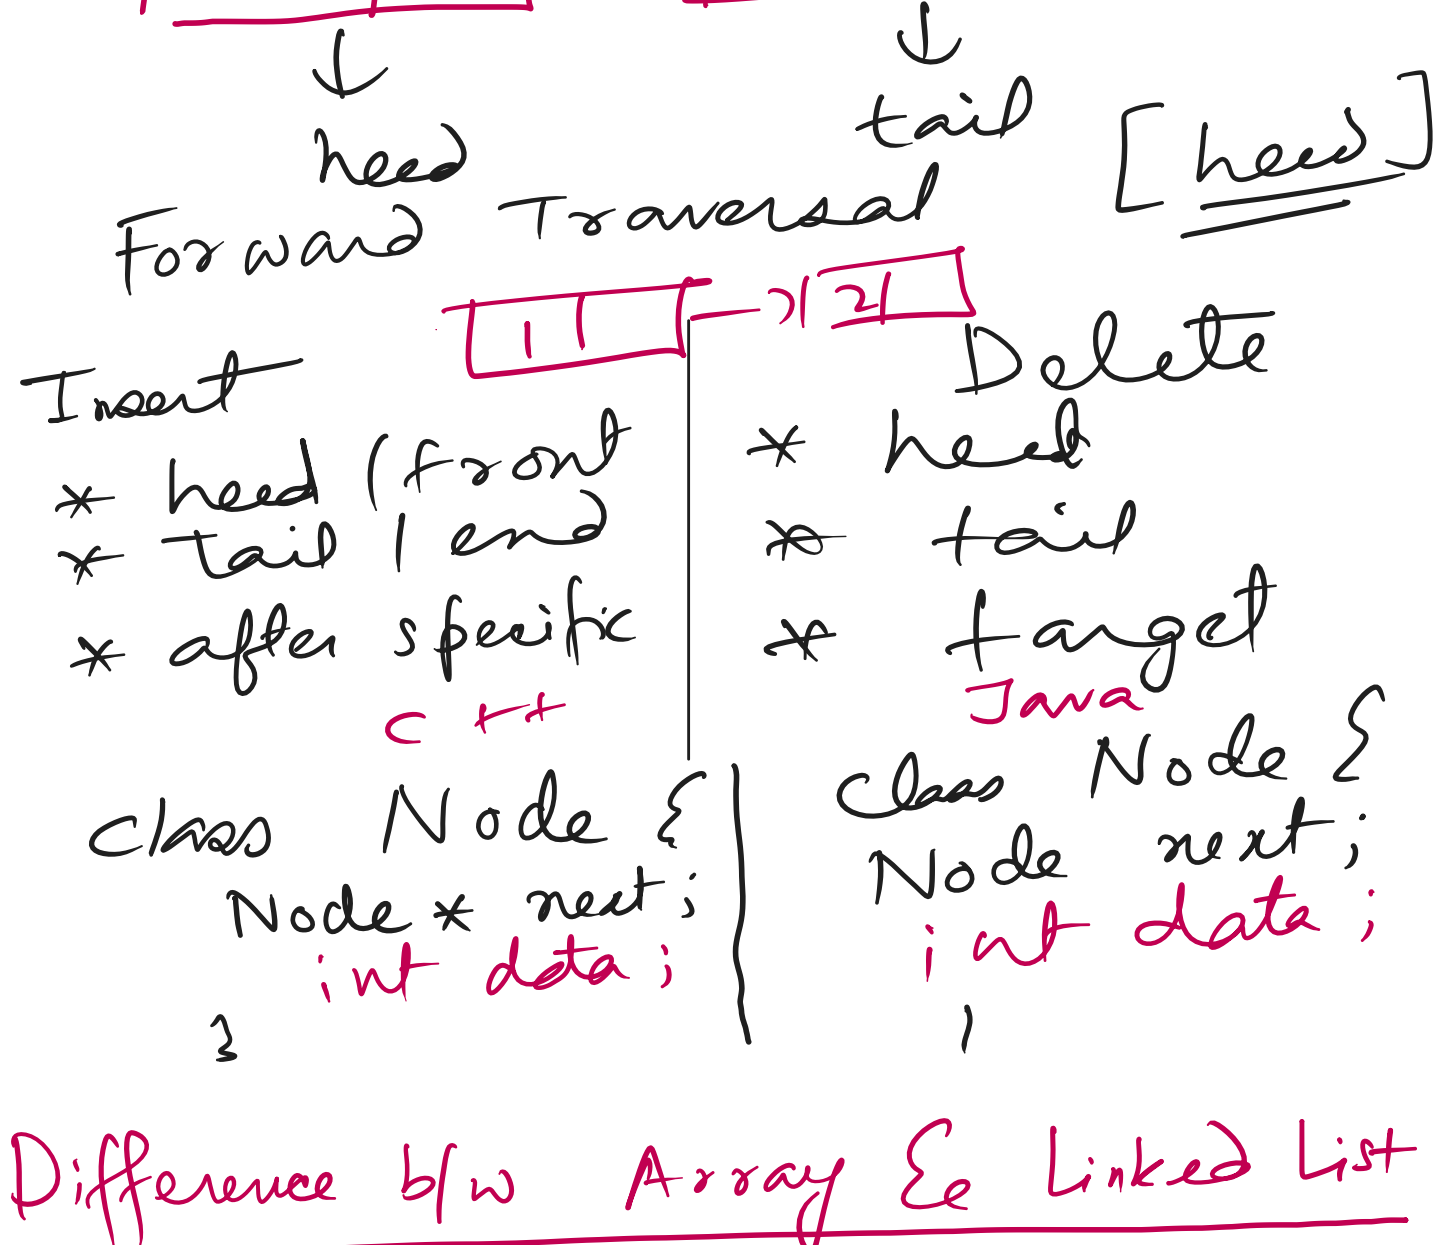 head
tail
[ head ]
Forward Traversal
1
2
Insert
* head / front
* tail / end
* after specific
Delete
* head
* tail
* target
C ++
class Node {
Node * next ;
int data ;
}
Java
class Node {
Node next ;
int data ;
Difference b/w Array & Linked List